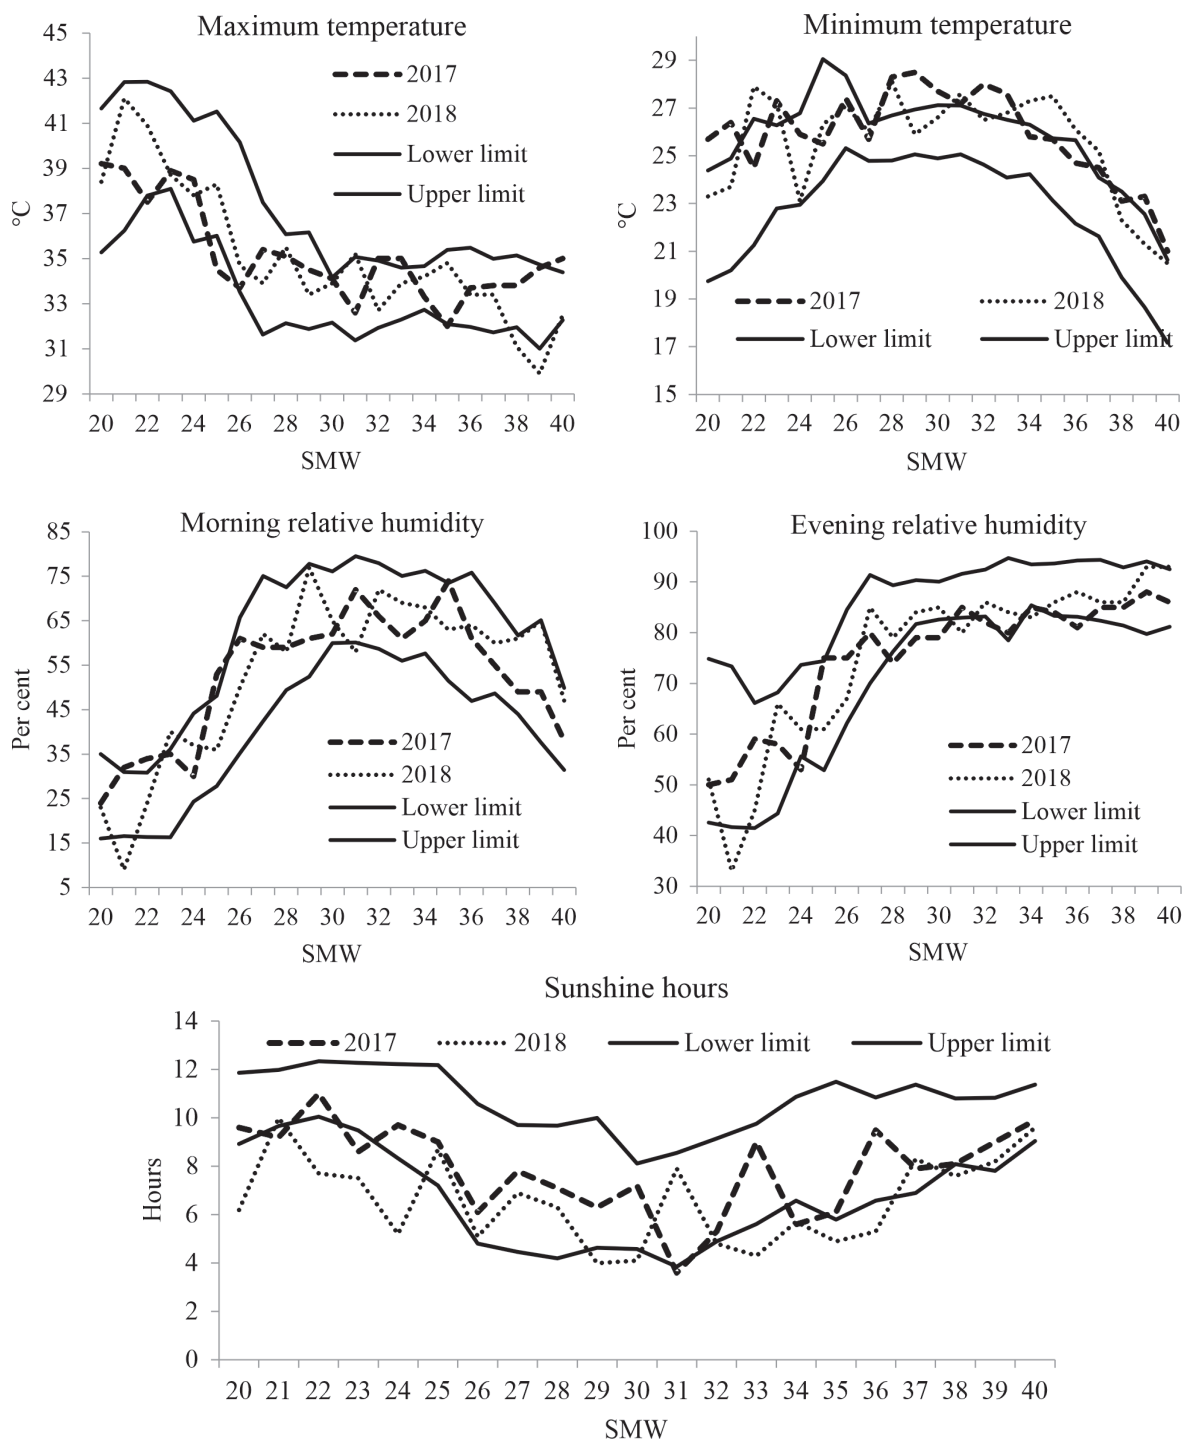 Maximum temperature
45
43
41
39
37
35
33
31
29
°C
2017
2018
Lower limit
Upper limit
20 22 24 26 28 30 32 34 36 38 40
SMW
Minimum temperature
29
27
25
23
21
19
17
15
°C
2017 2018
Lower limit Upper limit
20 22 24 26 28 30 32 34 36 38 40
SMW
Morning relative humidity
85
75
65
55
45
35
25
15
5
Per cent
2017
2018
Lower limit
Upper limit
20 22 24 26 28 30 32 34 36 38 40
SMW
Evening relative humidity
100
90
80
70
60
50
40
30
Per cent
2017
2018
Lower limit
Upper limit
20 22 24 26 28 30 32 34 36 38 40
SMW
Sunshine hours
14
12
10
8
6
4
2
0
Hours
2017 2018 Lower limit Upper limit
20 21 22 23 24 25 26 27 28 29 30 31 32 33 34 35 36 37 38 39 40
SMW